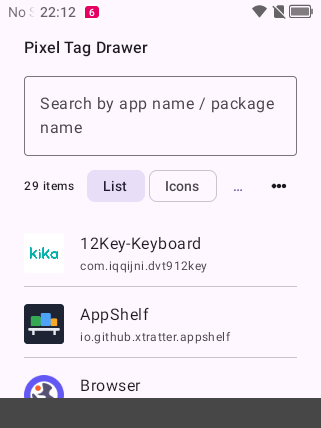 No S 22:12 6
Pixel Tag Drawer
Search by app name / package
name
29 items List Icons ... •••
kika
12Key-Keyboard
com.iqqijni.dvt912key
AppShelf
io.github.xtratter.appshelf
Browser